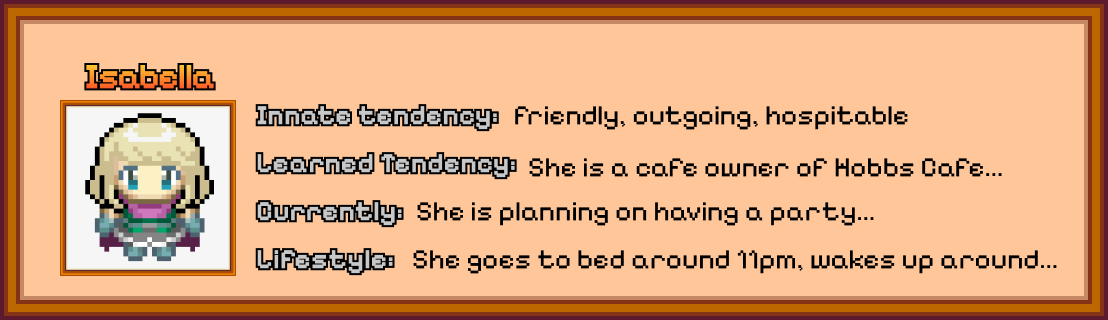 Isabella
Innate tendency: friendly, outgoing, hospitable
Learned Tendency: She is a cafe owner of Hobbs Cafe...
Currently: She is planning on having a party...
Lifestyle: She goes to bed around 11pm, wakes up around...